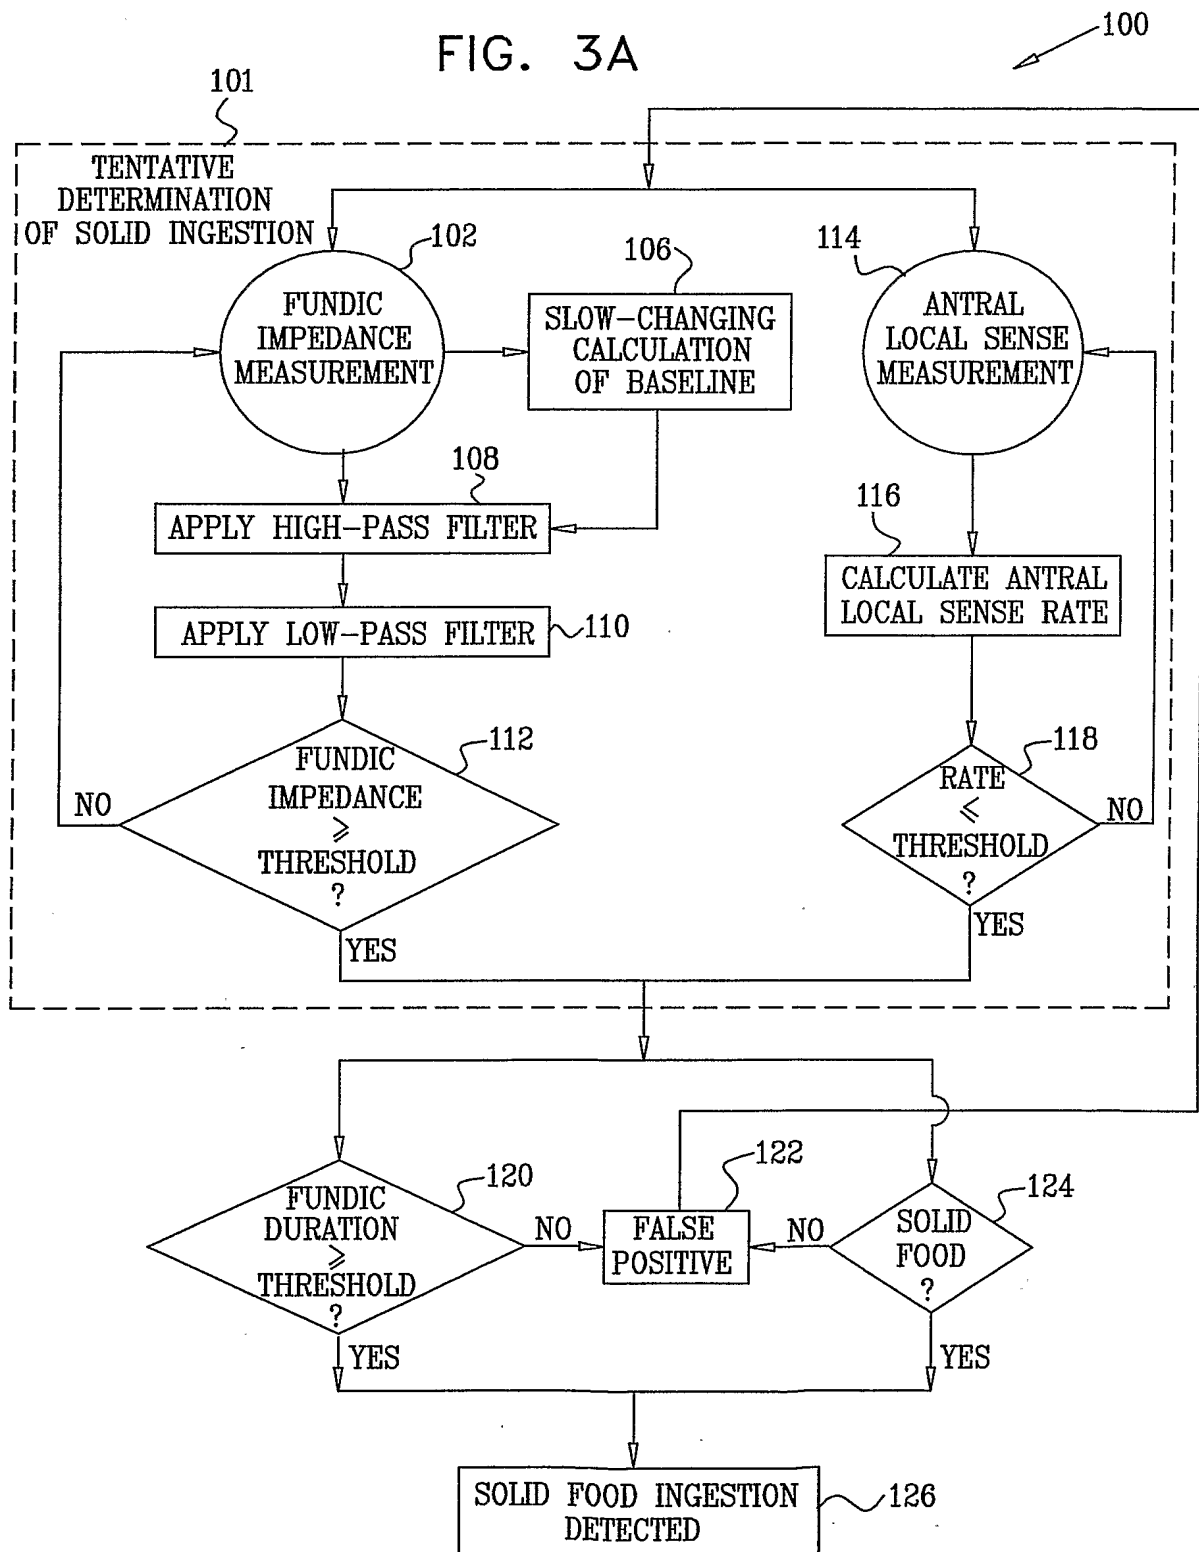 FIG. 3A
100
101
TENTATIVE
DETERMINATION
OF SOLID INGESTION
102
FUNDIC
IMPEDANCE
MEASUREMENT
106
SLOW-CHANGING
CALCULATION
OF BASELINE
114
ANTRAL
LOCAL SENSE
MEASUREMENT
108
APPLY HIGH-PASS FILTER
116
CALCULATE ANTRAL
LOCAL SENSE RATE
APPLY LOW-PASS FILTER
110
112
FUNDIC
IMPEDANCE
⩾
THRESHOLD
?
NO
YES
118
RATE
⩽
THRESHOLD
?
NO
YES
120
FUNDIC
DURATION
⩾
THRESHOLD
?
NO
YES
122
FALSE
POSITIVE
124
SOLID
FOOD
?
NO
YES
SOLID FOOD INGESTION
DETECTED
126